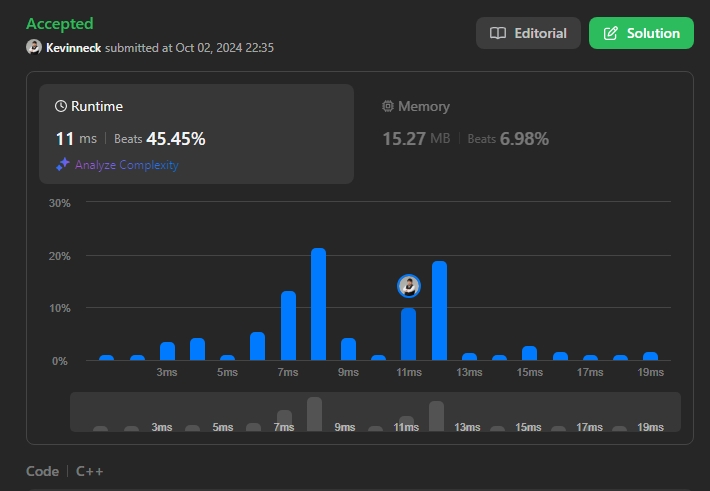 Accepted
Kevinneck submitted at Oct 02, 2024 22:35
Editorial
Solution
Runtime
11 ms | Beats 45.45%
Analyze Complexity
Memory
15.27 MB | Beats 6.98%
30%
20%
10%
0%
3ms 5ms 7ms 9ms 11ms 13ms 15ms 17ms 19ms
3ms 5ms 7ms 9ms 11ms 13ms 15ms 17ms 19ms
Code | C++